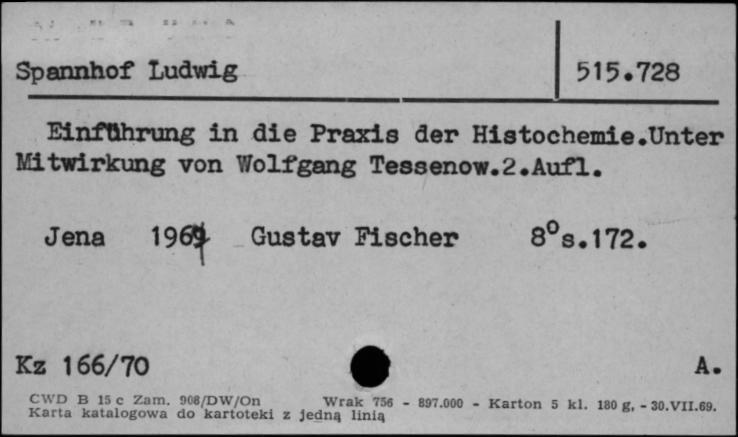 Spannhof Ludwig 515.728
Einführung in die Praxis der Histochemie.Unter
Mitwirkung von Wolfgang Tessenow.2.Aufl.
Jena 1967 Gustav Fischer 8⁰s.172.
Kz 166/70 A.
CWD B 15 c Zam. 908/DW/On Wrak 756 - 897.000 - Karton 5 kl. 180 g, - 30.VII.69.
Karta katalogowa do kartoteki z jedną linią